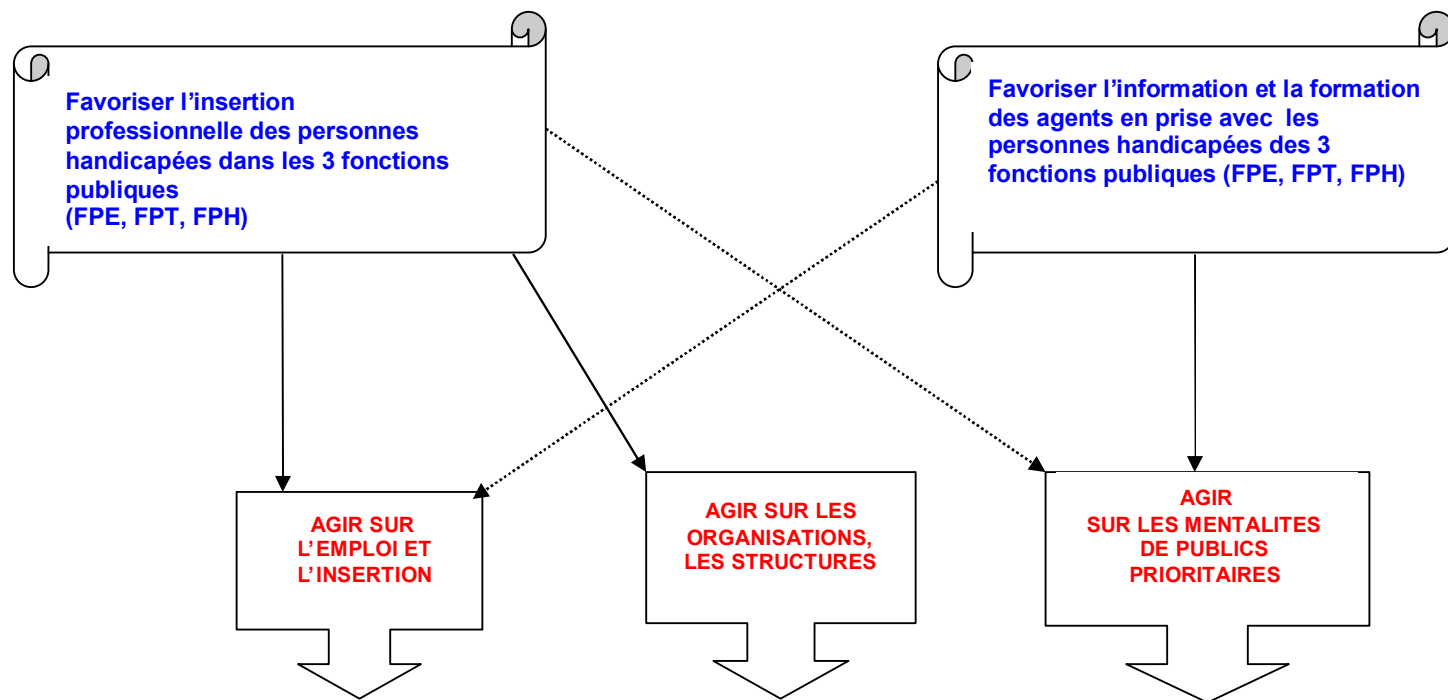 Favoriser l'insertion
professionnelle des personnes
handicapées dans les 3 fonctions
publiques
(FPE, FPT, FPH)
Favoriser l'information et la formation
des agents en prise avec les
personnes handicapées des 3
fonctions publiques (FPE, FPT, FPH)
AGIR SUR
L'EMPLOI ET
L'INSERTION
AGIR SUR LES
ORGANISATIONS,
LES STRUCTURES
AGIR
SUR LES MENTALITES
DE PUBLICS
PRIORITAIRES